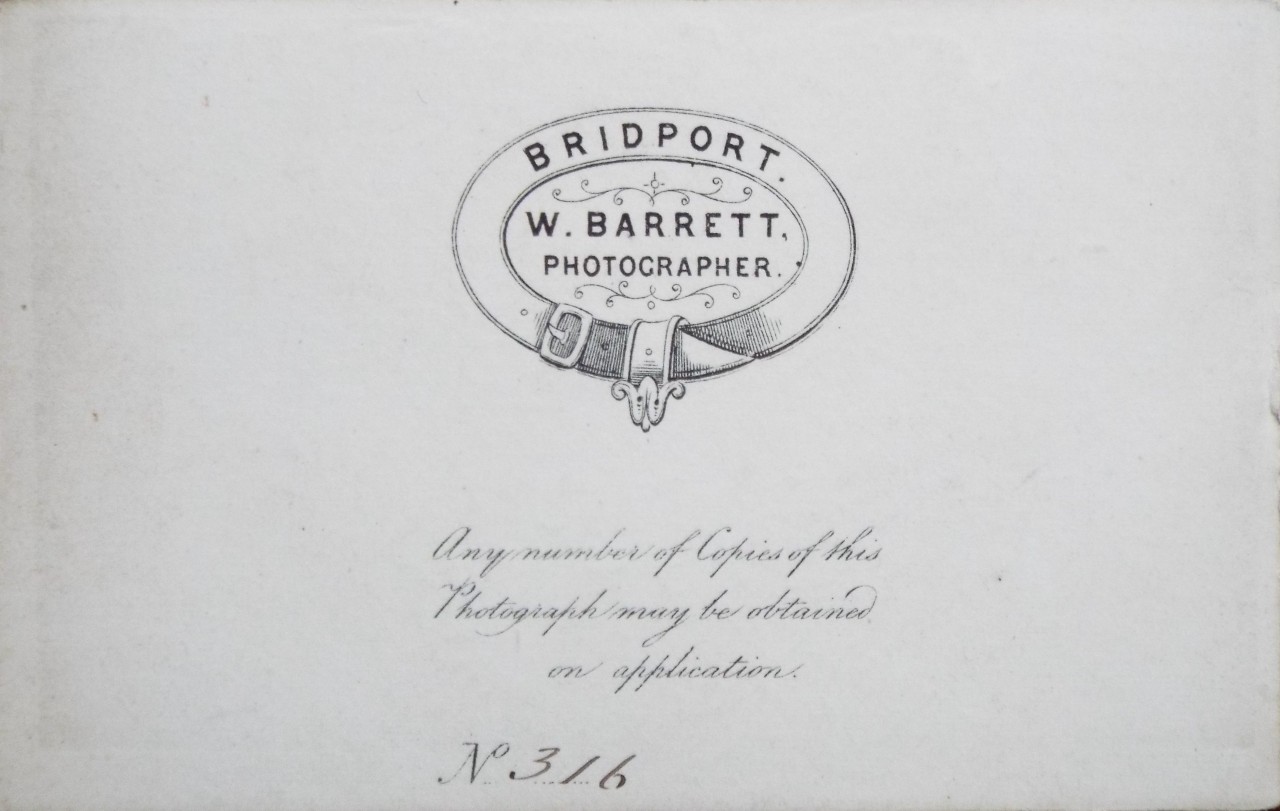 BRIDPORT.
W. BARRETT,
PHOTOGRAPHER.
Any number of Copies of this
Photograph may be obtained
on application.
No 316